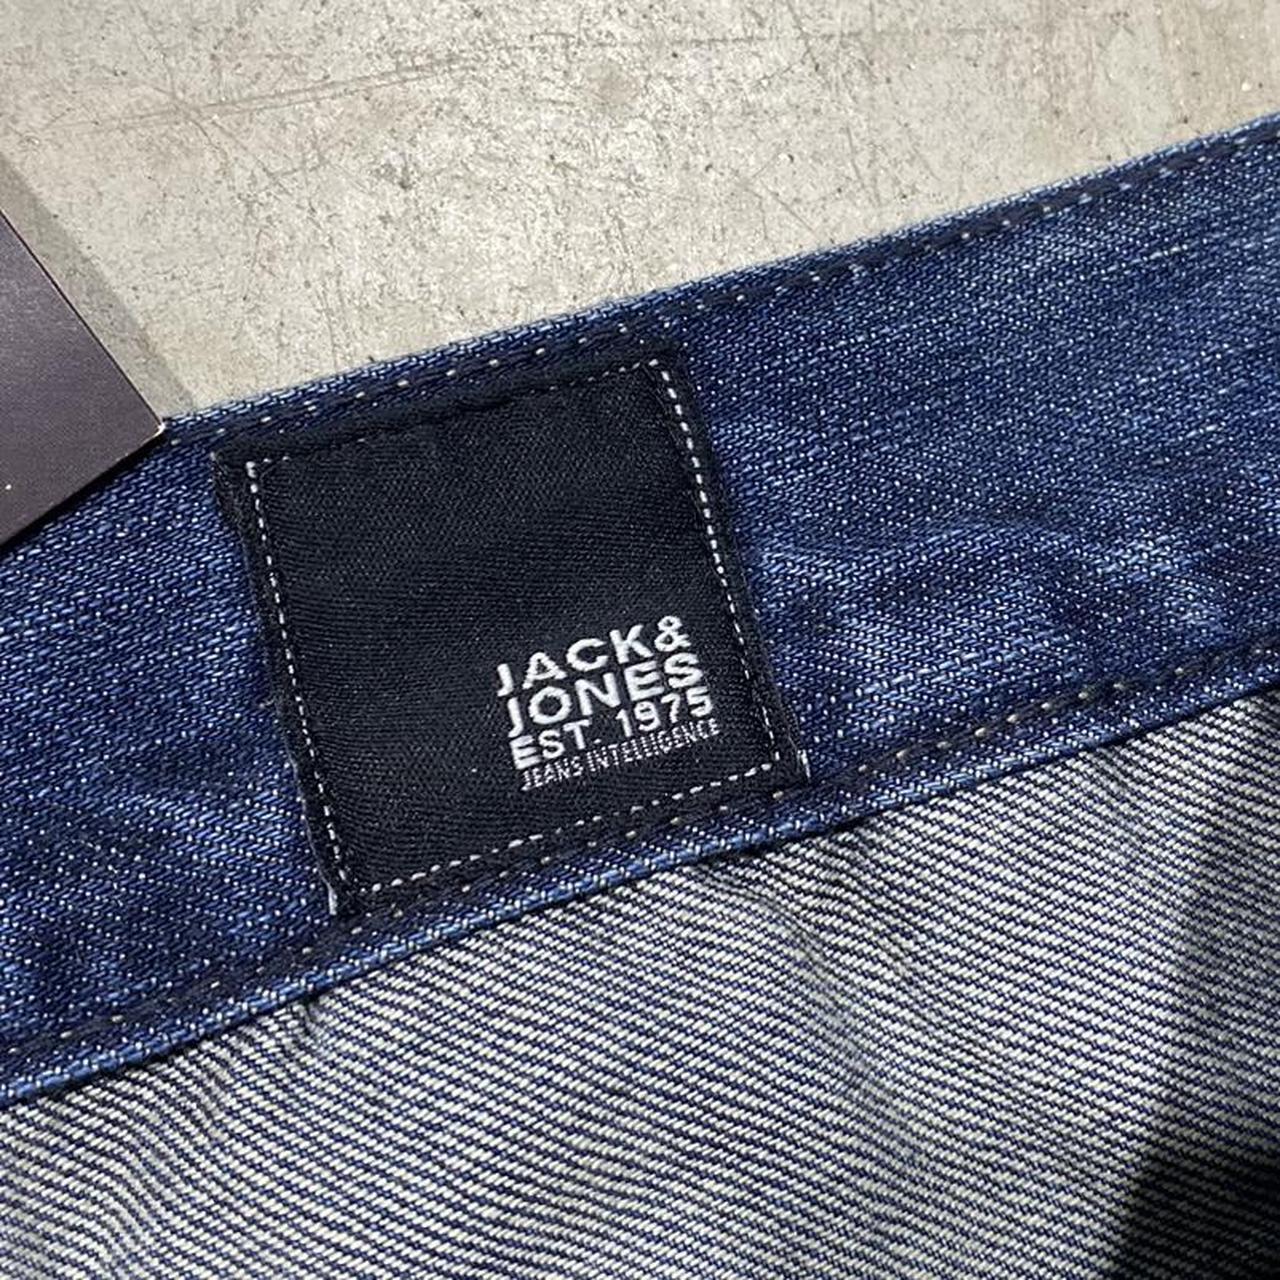 JACK&
JONES
EST. 1975
JEANS INTELLIGENCE